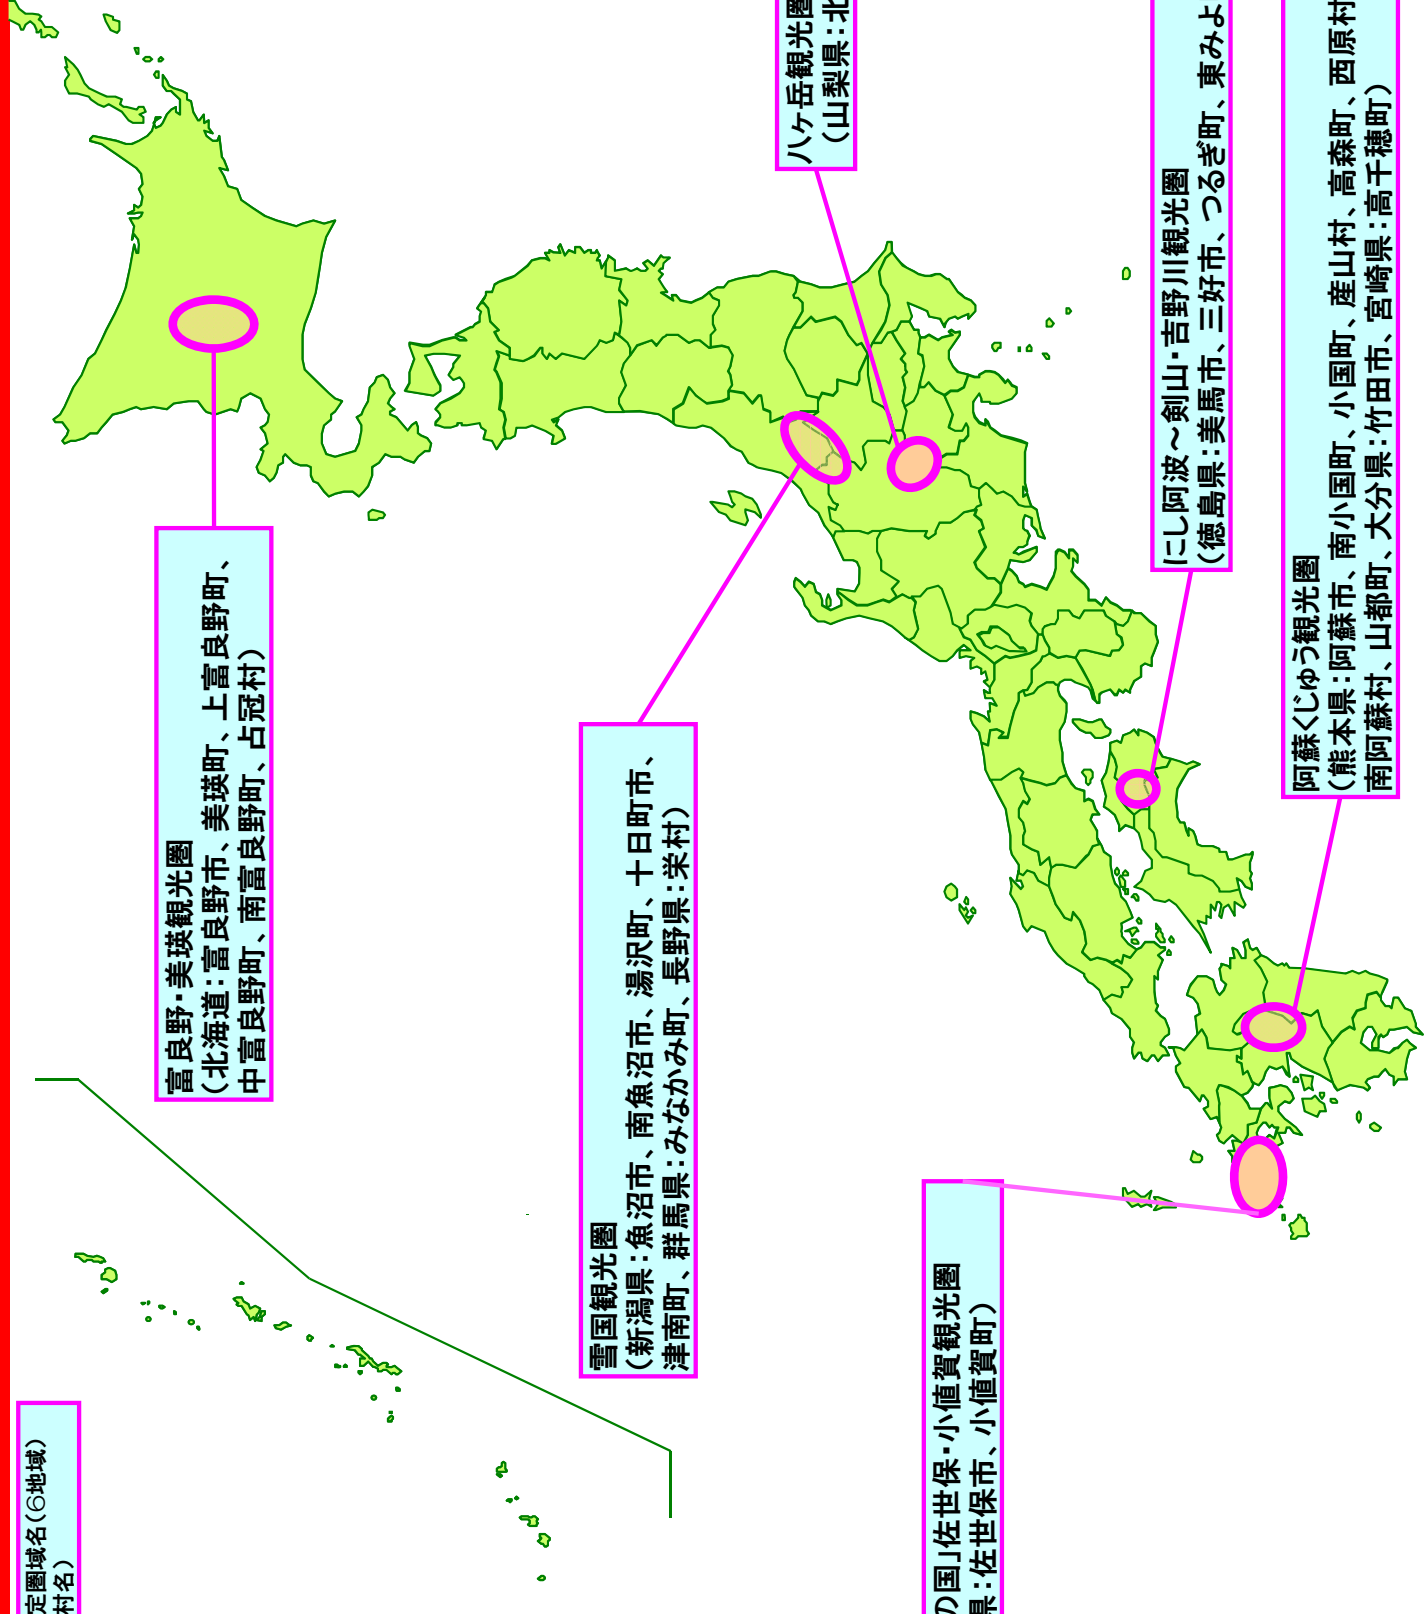 定圏域名(6地域)
村名)
富良野・美瑛観光圏
(北海道:富良野市、美瑛町、上富良野町、
中富良野町、南富良野町、占冠村)
雪国観光圏
(新潟県:魚沼市、南魚沼市、湯沢町、十日町市、
津南町、群馬県:みなかみ町、長野県:栄村)
八ヶ岳観光圏
(山梨県:北
の国」佐世保・小値賀観光圏
県:佐世保市、小値賀町)
にし阿波~剣山・吉野川観光圏
(徳島県:美馬市、三好市、つるぎ町、東みよ
阿蘇くじゅう観光圏
(熊本県:阿蘇市、南小国町、小国町、産山村、高森町、西原村
南阿蘇村、山都町、大分県:竹田市、宮崎県:高千穂町)